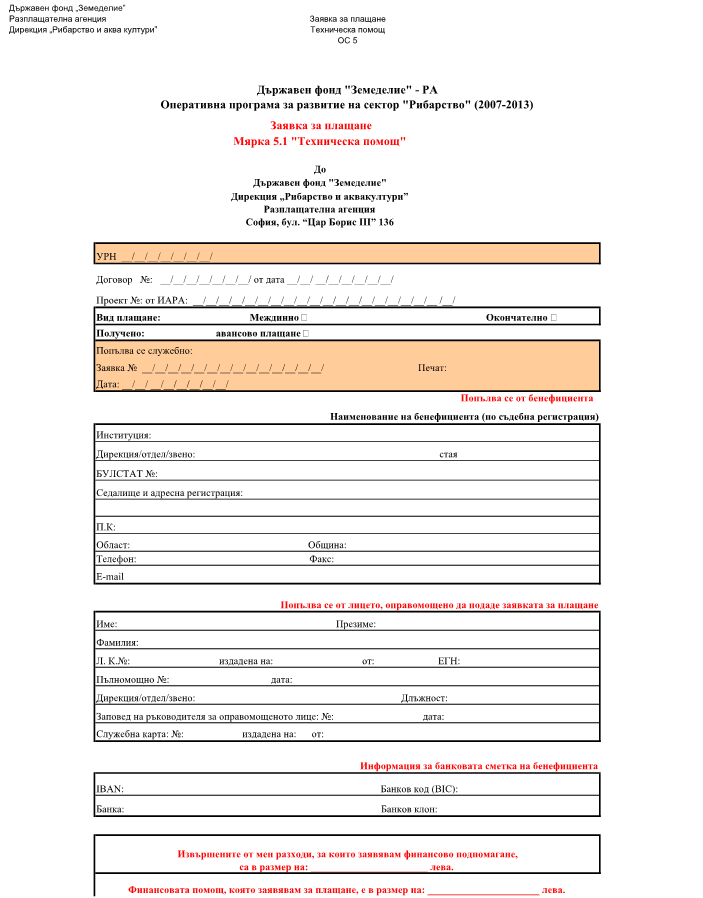 Държавен фонд „Земеделие”
Разплащателна агенция Заявка за плащане
Дирекция „Рибарство и аква култури” Техническа помощ
ОС 5
Държавен фонд "Земеделие" - РА
Оперативна програма за развитие на сектор "Рибарство" (2007-2013)
Заявка за плащане
Мярка 5.1 "Техническа помощ"
До
Държавен фонд "Земеделие"
Дирекция „Рибарство и аквакултури”
Разплащателна агенция
София, бул. “Цар Борис III” 136
УРН __/__/__/__/__/__/__/
Договор №: __/__/__/__/__/__/__/ от дата __/__/ __/__/__/__/__/__/
Проект №: от ИАРА: __/__/__/__/__/__/__/__/__/__/__/__/__/__/__/__/__/__/__/__/
Вид плащане: Междинно □ Окончателно □
Получено: авансово плащане □
Попълва се служебно:
Заявка № __/__/__/__/__/__/__/__/__/__/__/__/__/__/ Печат:
Дата: __/__/__/__/__/__/__/__/
Попълва се от бенефициента
Наименование на бенефициента (по съдебна регистрация)
Институция:
Дирекция/отдел/звено: стая
БУЛСТАТ №:
Седалище и адресна регистрация:
П.К:
Област: Община:
Телефон: Факс:
E-mail
Попълва се от лицето, оправомощено да подаде заявката за плащане
Име: Презиме:
Фамилия:
Л. К.№: издадена на: от: ЕГН:
Пълномощно №: дата:
Дирекция/отдел/звено: Длъжност:
Заповед на ръководителя за оправомощеното лице: №: дата:
Служебна карта: №: издадена на: от:
Информация за банковата сметка на бенефициента
IBAN: Банков код (BIC):
Банка: Банков клон:
Извършените от мен разходи, за които заявявам финансово подпомагане,
са в размер на: ________________________ лева.
Финансовата помощ, която заявявам за плащане, е в размер на: _______________________ лева.